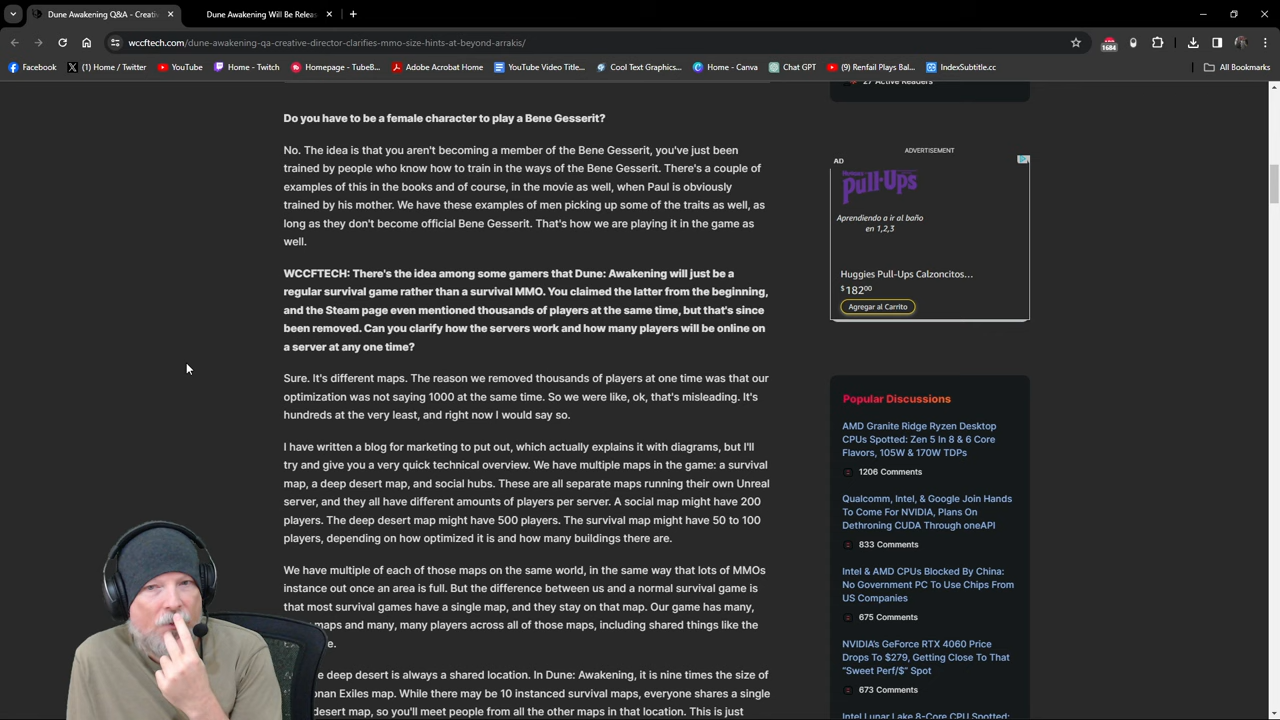 Dune Awakening Q&A - Creativ
Dune Awakening Will Be Relea
wccftech.com/dune-awakening-qa-creative-director-clarifies-mmo-size-hints-at-beyond-arrakis/
1684
Facebook
(1) Home / Twitter
YouTube
Home - Twitch
Homepage - TubeB...
Adobe Acrobat Home
YouTube Video Title...
Cool Text Graphics...
Home - Canva
Chat GPT
(9) Renfail Plays Bal...
IndexSubtitle.cc
All Bookmarks
27 Active Readers
Do you have to be a female character to play a Bene Gesserit?
No. The idea is that you aren't becoming a member of the Bene Gesserit, you've just been
trained by people who know how to train in the ways of the Bene Gesserit. There's a couple of
examples of this in the books and of course, in the movie as well, when Paul is obviously
trained by his mother. We have these examples of men picking up some of the traits as well, as
long as they don't become official Bene Gesserit. That's how we are playing it in the game as
well.
WCCFTECH: There's the idea among some gamers that Dune: Awakening will just be a
regular survival game rather than a survival MMO. You claimed the latter from the beginning,
and the Steam page even mentioned thousands of players at the same time, but that's since
been removed. Can you clarify how the servers work and how many players will be online on
a server at any one time?
Sure. It's different maps. The reason we removed thousands of players at one time was that our
optimization was not saying 1000 at the same time. So we were like, ok, that's misleading. It's
hundreds at the very least, and right now I would say so.
I have written a blog for marketing to put out, which actually explains it with diagrams, but I'll
try and give you a very quick technical overview. We have multiple maps in the game: a survival
map, a deep desert map, and social hubs. These are all separate maps running their own Unreal
server, and they all have different amounts of players per server. A social map might have 200
players. The deep desert map might have 500 players. The survival map might have 50 to 100
players, depending on how optimized it is and how many buildings there are.
We have multiple of each of those maps on the same world, in the same way that lots of MMOs
instance out once an area is full. But the difference between us and a normal survival game is
that most survival games have a single map, and they stay on that map. Our game has many,
maps and many, many players across all of those maps, including shared things like the
e.
e deep desert is always a shared location. In Dune: Awakening, it is nine times the size of
onan Exiles map. While there may be 10 instanced survival maps, everyone shares a single
desert map, so you'll meet people from all the other maps in that location. This is just
ADVERTISEMENT
AD
Pull-Ups
Aprendiendo a ir al baño
en 1,2,3
Huggies Pull-Ups Calzoncitos...
$18200
Agregar al Carrito
Popular Discussions
AMD Granite Ridge Ryzen Desktop
CPUs Spotted: Zen 5 In 8 & 6 Core
Flavors, 105W & 170W TDPs
1206 Comments
Qualcomm, Intel, & Google Join Hands
To Come For NVIDIA, Plans On
Dethroning CUDA Through oneAPI
833 Comments
Intel & AMD CPUs Blocked By China:
No Government PC To Use Chips From
US Companies
675 Comments
NVIDIA's GeForce RTX 4060 Price
Drops To $279, Getting Close To That
"Sweet Perf/$" Spot
673 Comments
Intel Lunar Lake 8-Core CPU Spotted: